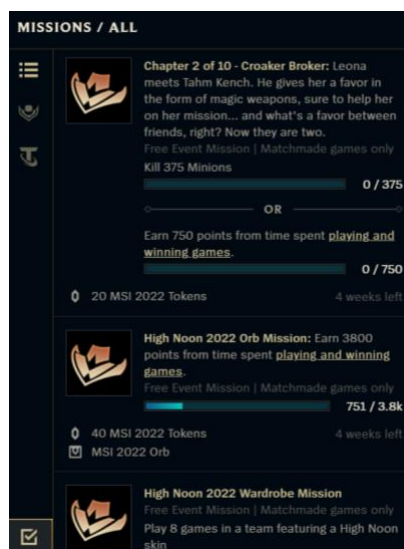 MISSIONS / ALL
Chapter 2 of 10 - Croaker Broker: Leona
meets Tahm Kench. He gives her a favor in
the form of magic weapons, sure to help her
on her mission... and what's a favor between
friends, right? Now they are two.
Free Event Mission | Matchmade games only
Kill 375 Minions
0 / 375
OR
Earn 750 points from time spent playing and
winning games.
0 / 750
20 MSI 2022 Tokens
4 weeks left
High Noon 2022 Orb Mission: Earn 3800
points from time spent playing and winning
games.
Free Event Mission | Matchmade games only
751 / 3.8k
40 MSI 2022 Tokens
4 weeks left
MSI 2022 Orb
High Noon 2022 Wardrobe Mission
Free Event Mission | Matchmade games only
Play 8 games in a team featuring a High Noon
skin